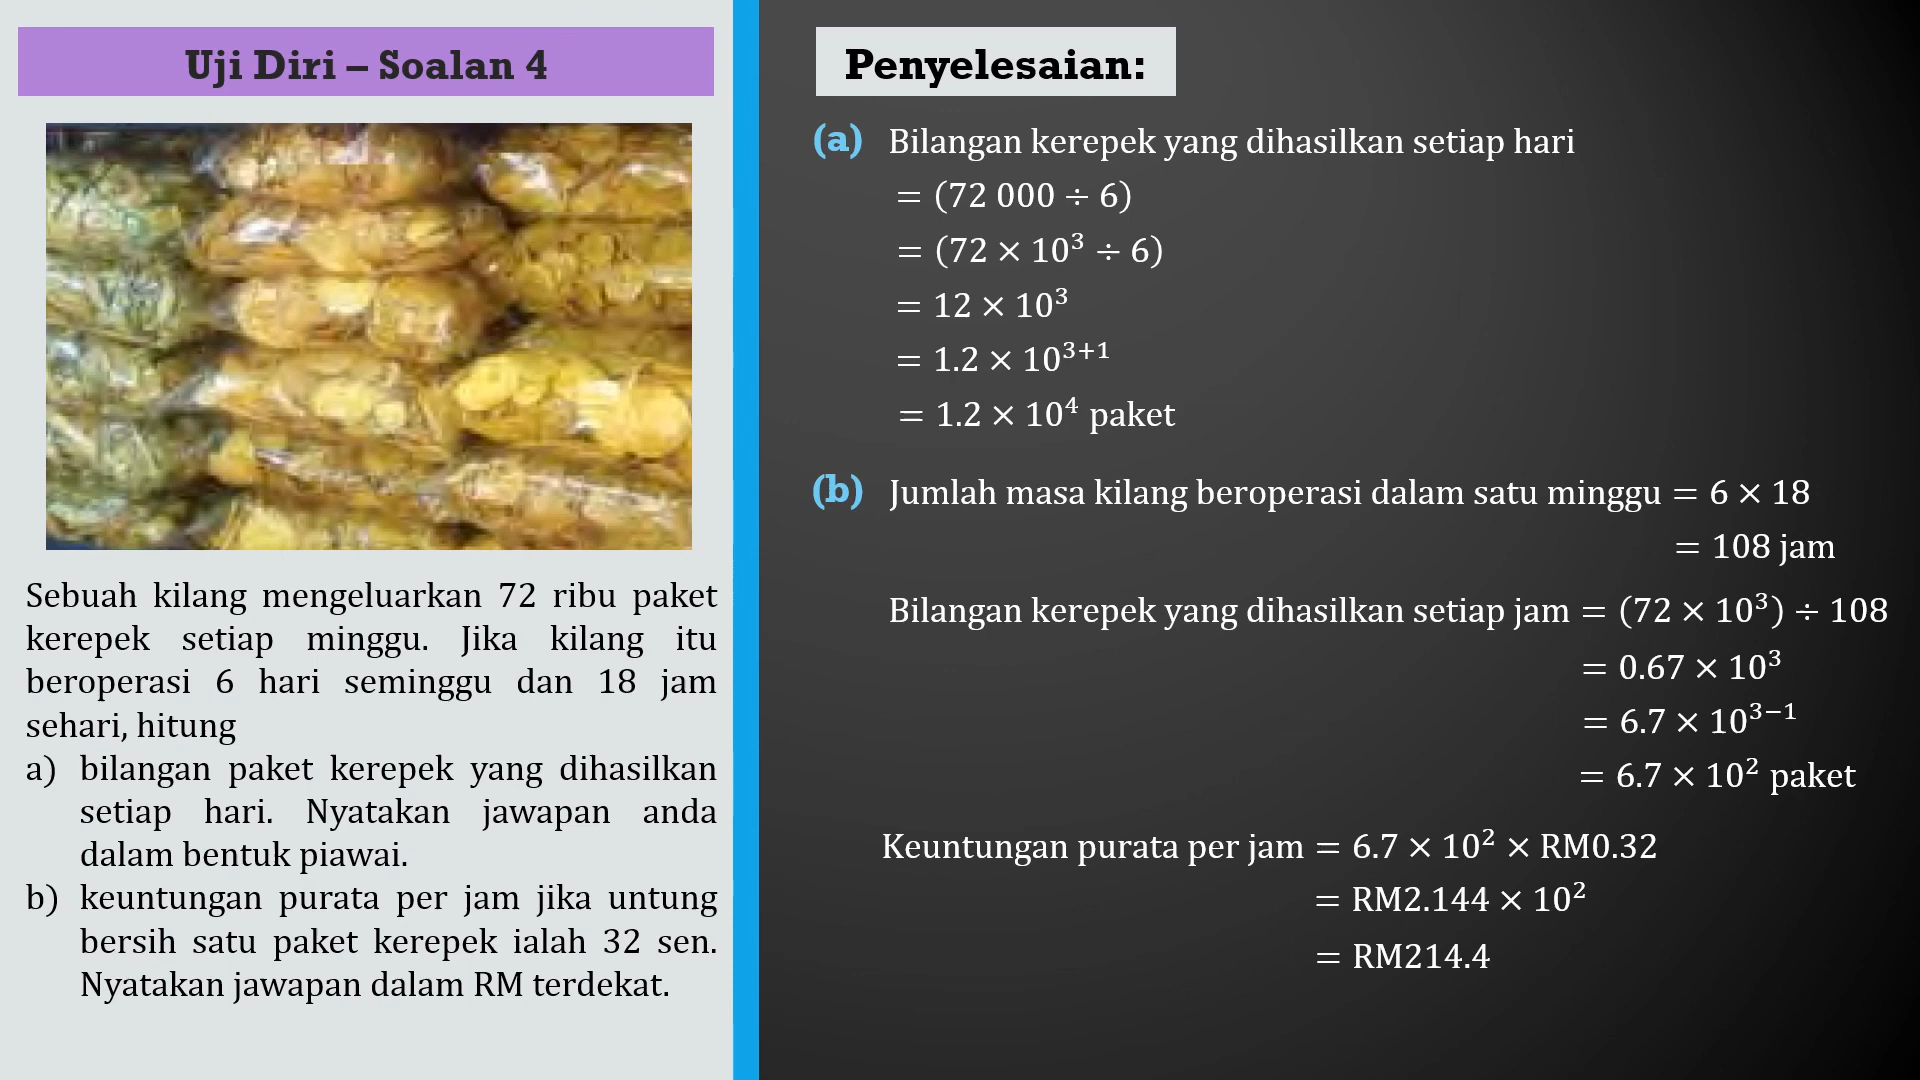 Uji Diri – Soalan 4
Sebuah kilang mengeluarkan 72 ribu paket
kerepek setiap minggu. Jika kilang itu
beroperasi 6 hari seminggu dan 18 jam
sehari, hitung
a) bilangan paket kerepek yang dihasilkan
setiap hari. Nyatakan jawapan anda
dalam bentuk piawai.
b) keuntungan purata per jam jika untung
bersih satu paket kerepek ialah 32 sen.
Nyatakan jawapan dalam RM terdekat.
Penyelesaian:
(a) Bilangan kerepek yang dihasilkan setiap hari
= (72 000 ÷ 6)
= (72 × 10³ ÷ 6)
= 12 × 10³
= 1.2 × 10³⁺¹
= 1.2 × 10⁴ paket
(b) Jumlah masa kilang beroperasi dalam satu minggu = 6 × 18
= 108 jam
Bilangan kerepek yang dihasilkan setiap jam = (72 × 10³) ÷ 108
= 0.67 × 10³
= 6.7 × 10³⁻¹
= 6.7 × 10² paket
Keuntungan purata per jam = 6.7 × 10² × RM0.32
= RM2.144 × 10²
= RM214.4